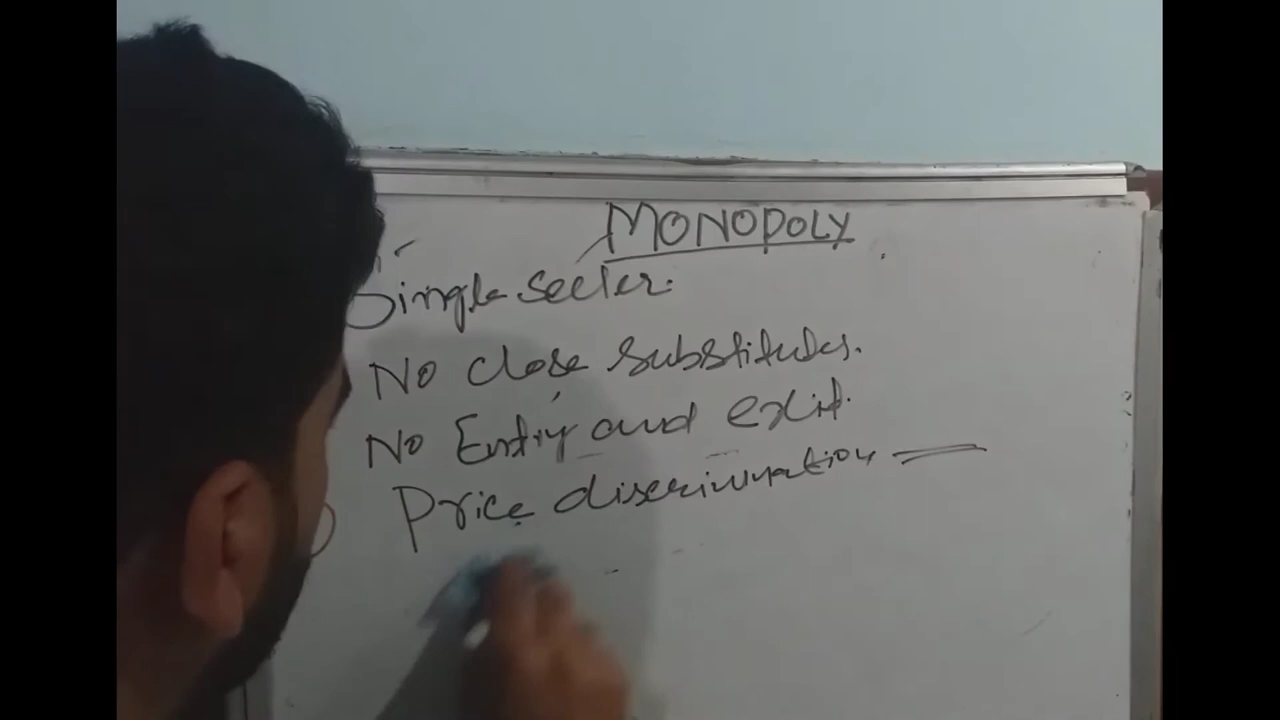 MONOPOLY
Single seller.
No close substitutes.
No Entry and exit.
Price discrimination